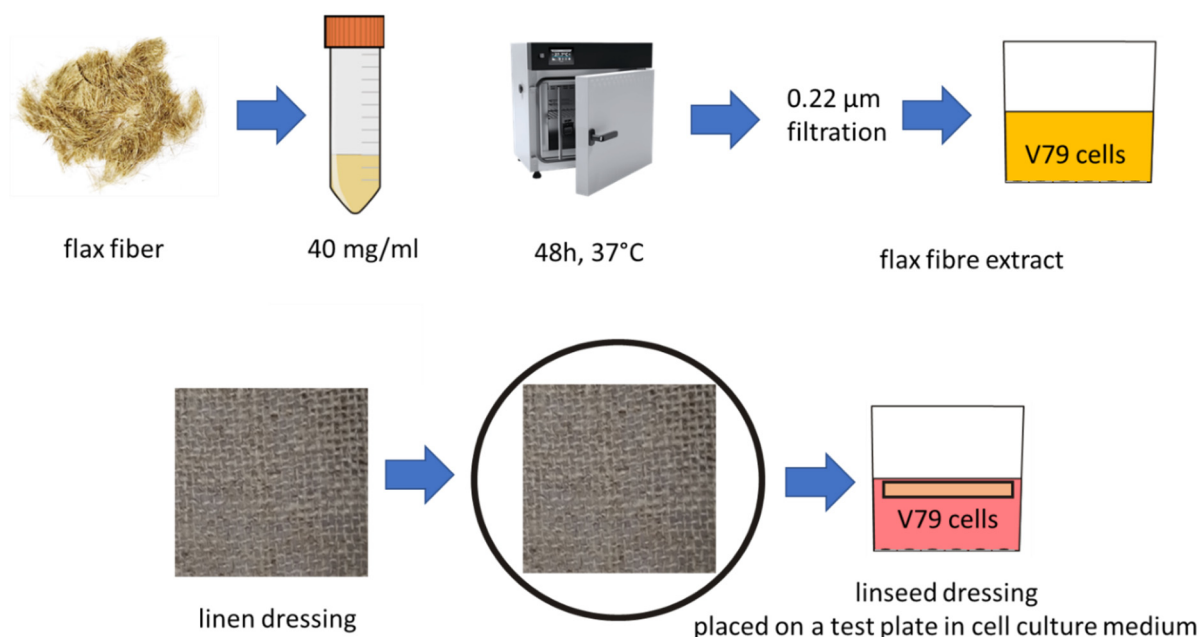 0.22 µm
filtration
V79 cells
flax fiber
40 mg/ml
48h, 37°C
flax fibre extract
V79 cells
linen dressing
linseed dressing
placed on a test plate in cell culture medium